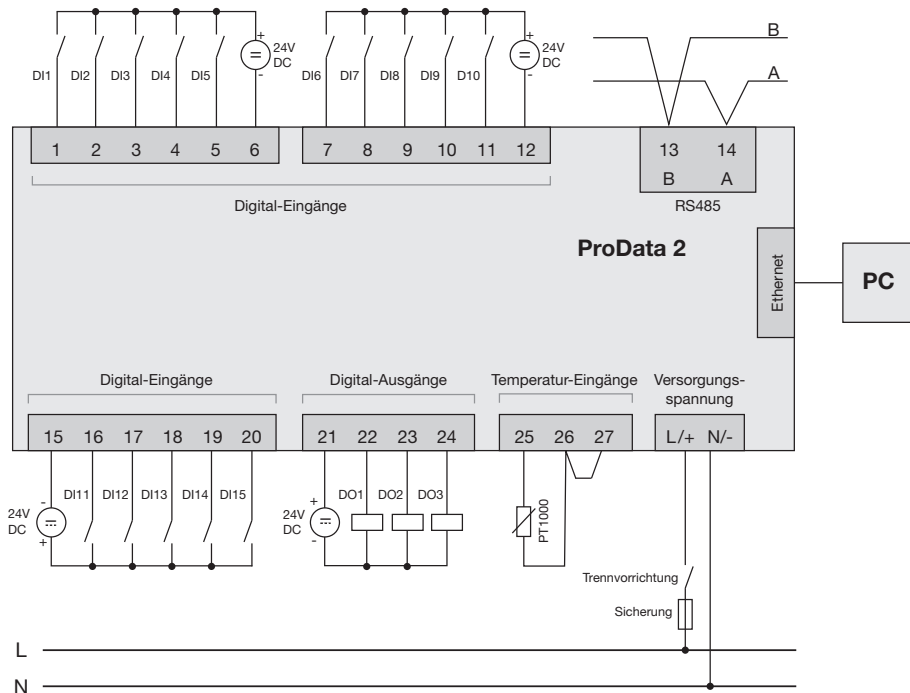 +
24V
DC
-
DI1
DI2
DI3
DI4
DI5
+
24V
DC
-
DI6
DI7
DI8
DI9
D10
B
A
1 2 3 4 5 6
7 8 9 10 11 12
13 14
B A
Digital-Eingänge
RS485
ProData 2
Ethernet
PC
Digital-Eingänge
Digital-Ausgänge
Temperatur-Eingänge
Versorgungs-
spannung
15 16 17 18 19 20
21 22 23 24
25 26 27
L/+ N/-
-
24V
DC
+
DI11
DI12
DI13
DI14
DI15
+
24V
DC
-
DO1
DO2
DO3
PT1000
Trennvorrichtung
Sicherung
L
N